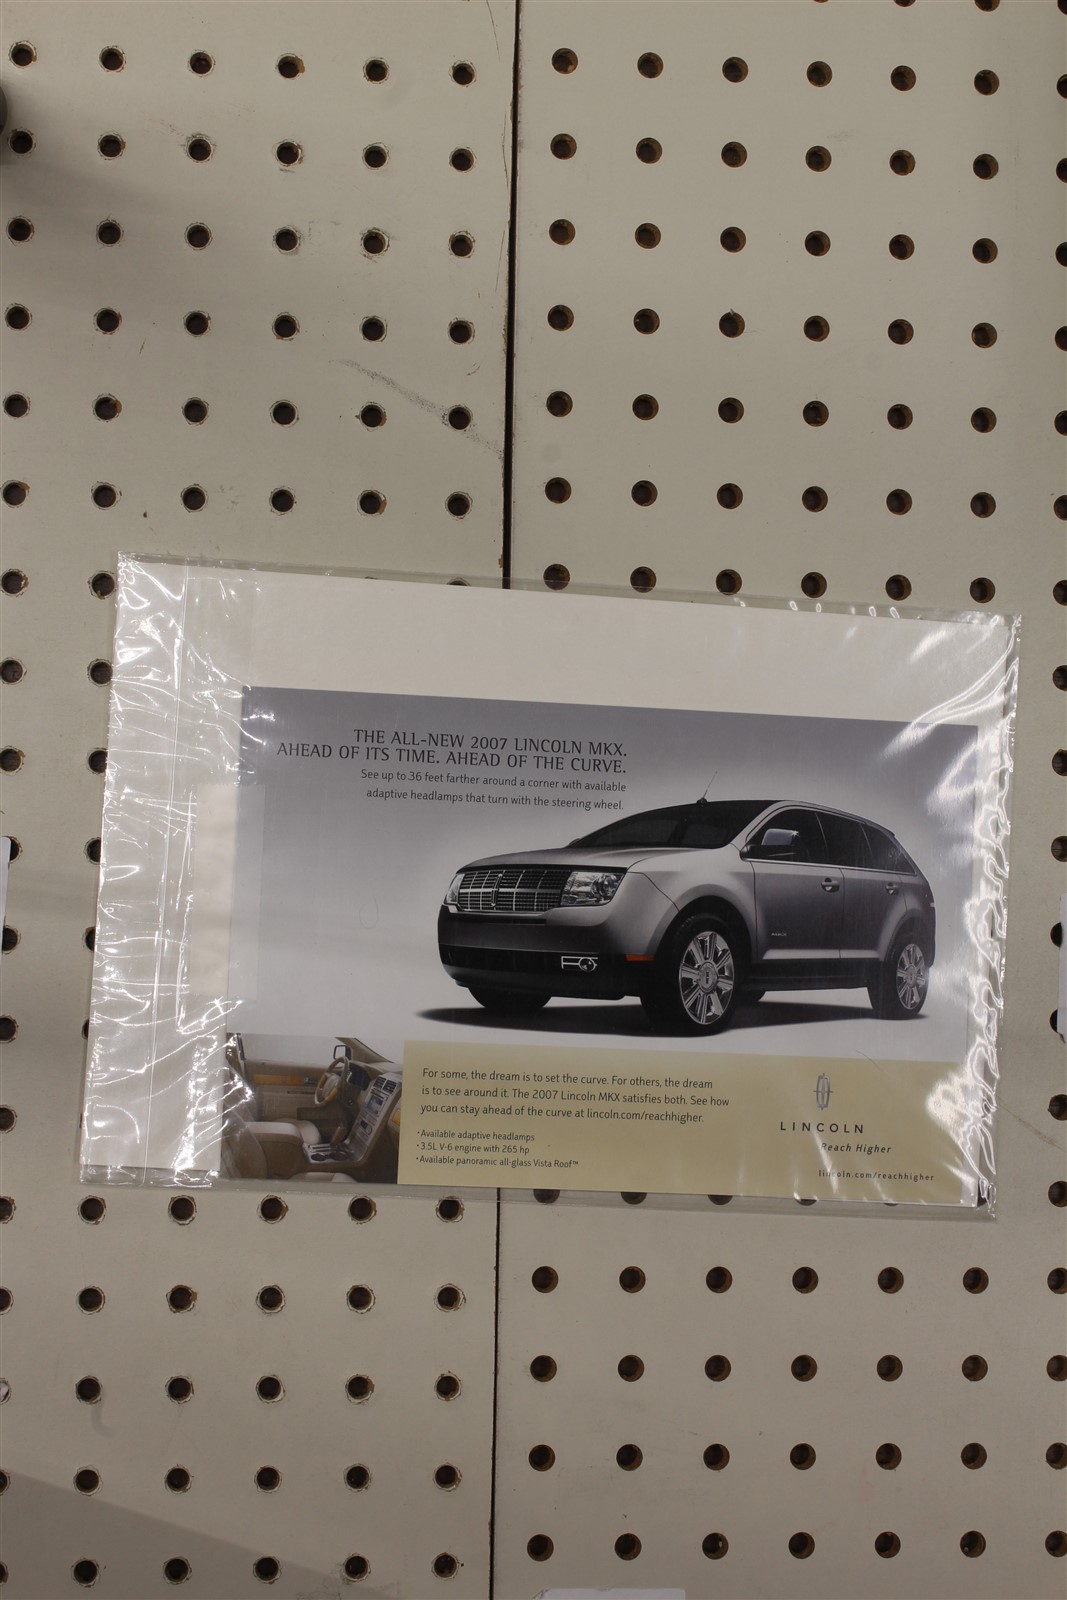 THE ALL-NEW 2007 LINCOLN MKX.
AHEAD OF ITS TIME. AHEAD OF THE CURVE.
See up to 36 feet farther around a corner with available
adaptive headlamps that turn with the steering wheel.
For some, the dream is to set the curve. For others, the dream
is to see around it. The 2007 Lincoln MKX satisfies both. See how
you can stay ahead of the curve at lincoln.com/reachhigher.
•Available adaptive headlamps
•3.5L V-6 engine with 265 hp
•Available panoramic all-glass Vista Roof™
LINCOLN
Reach Higher
lincoln.com/reachhigher